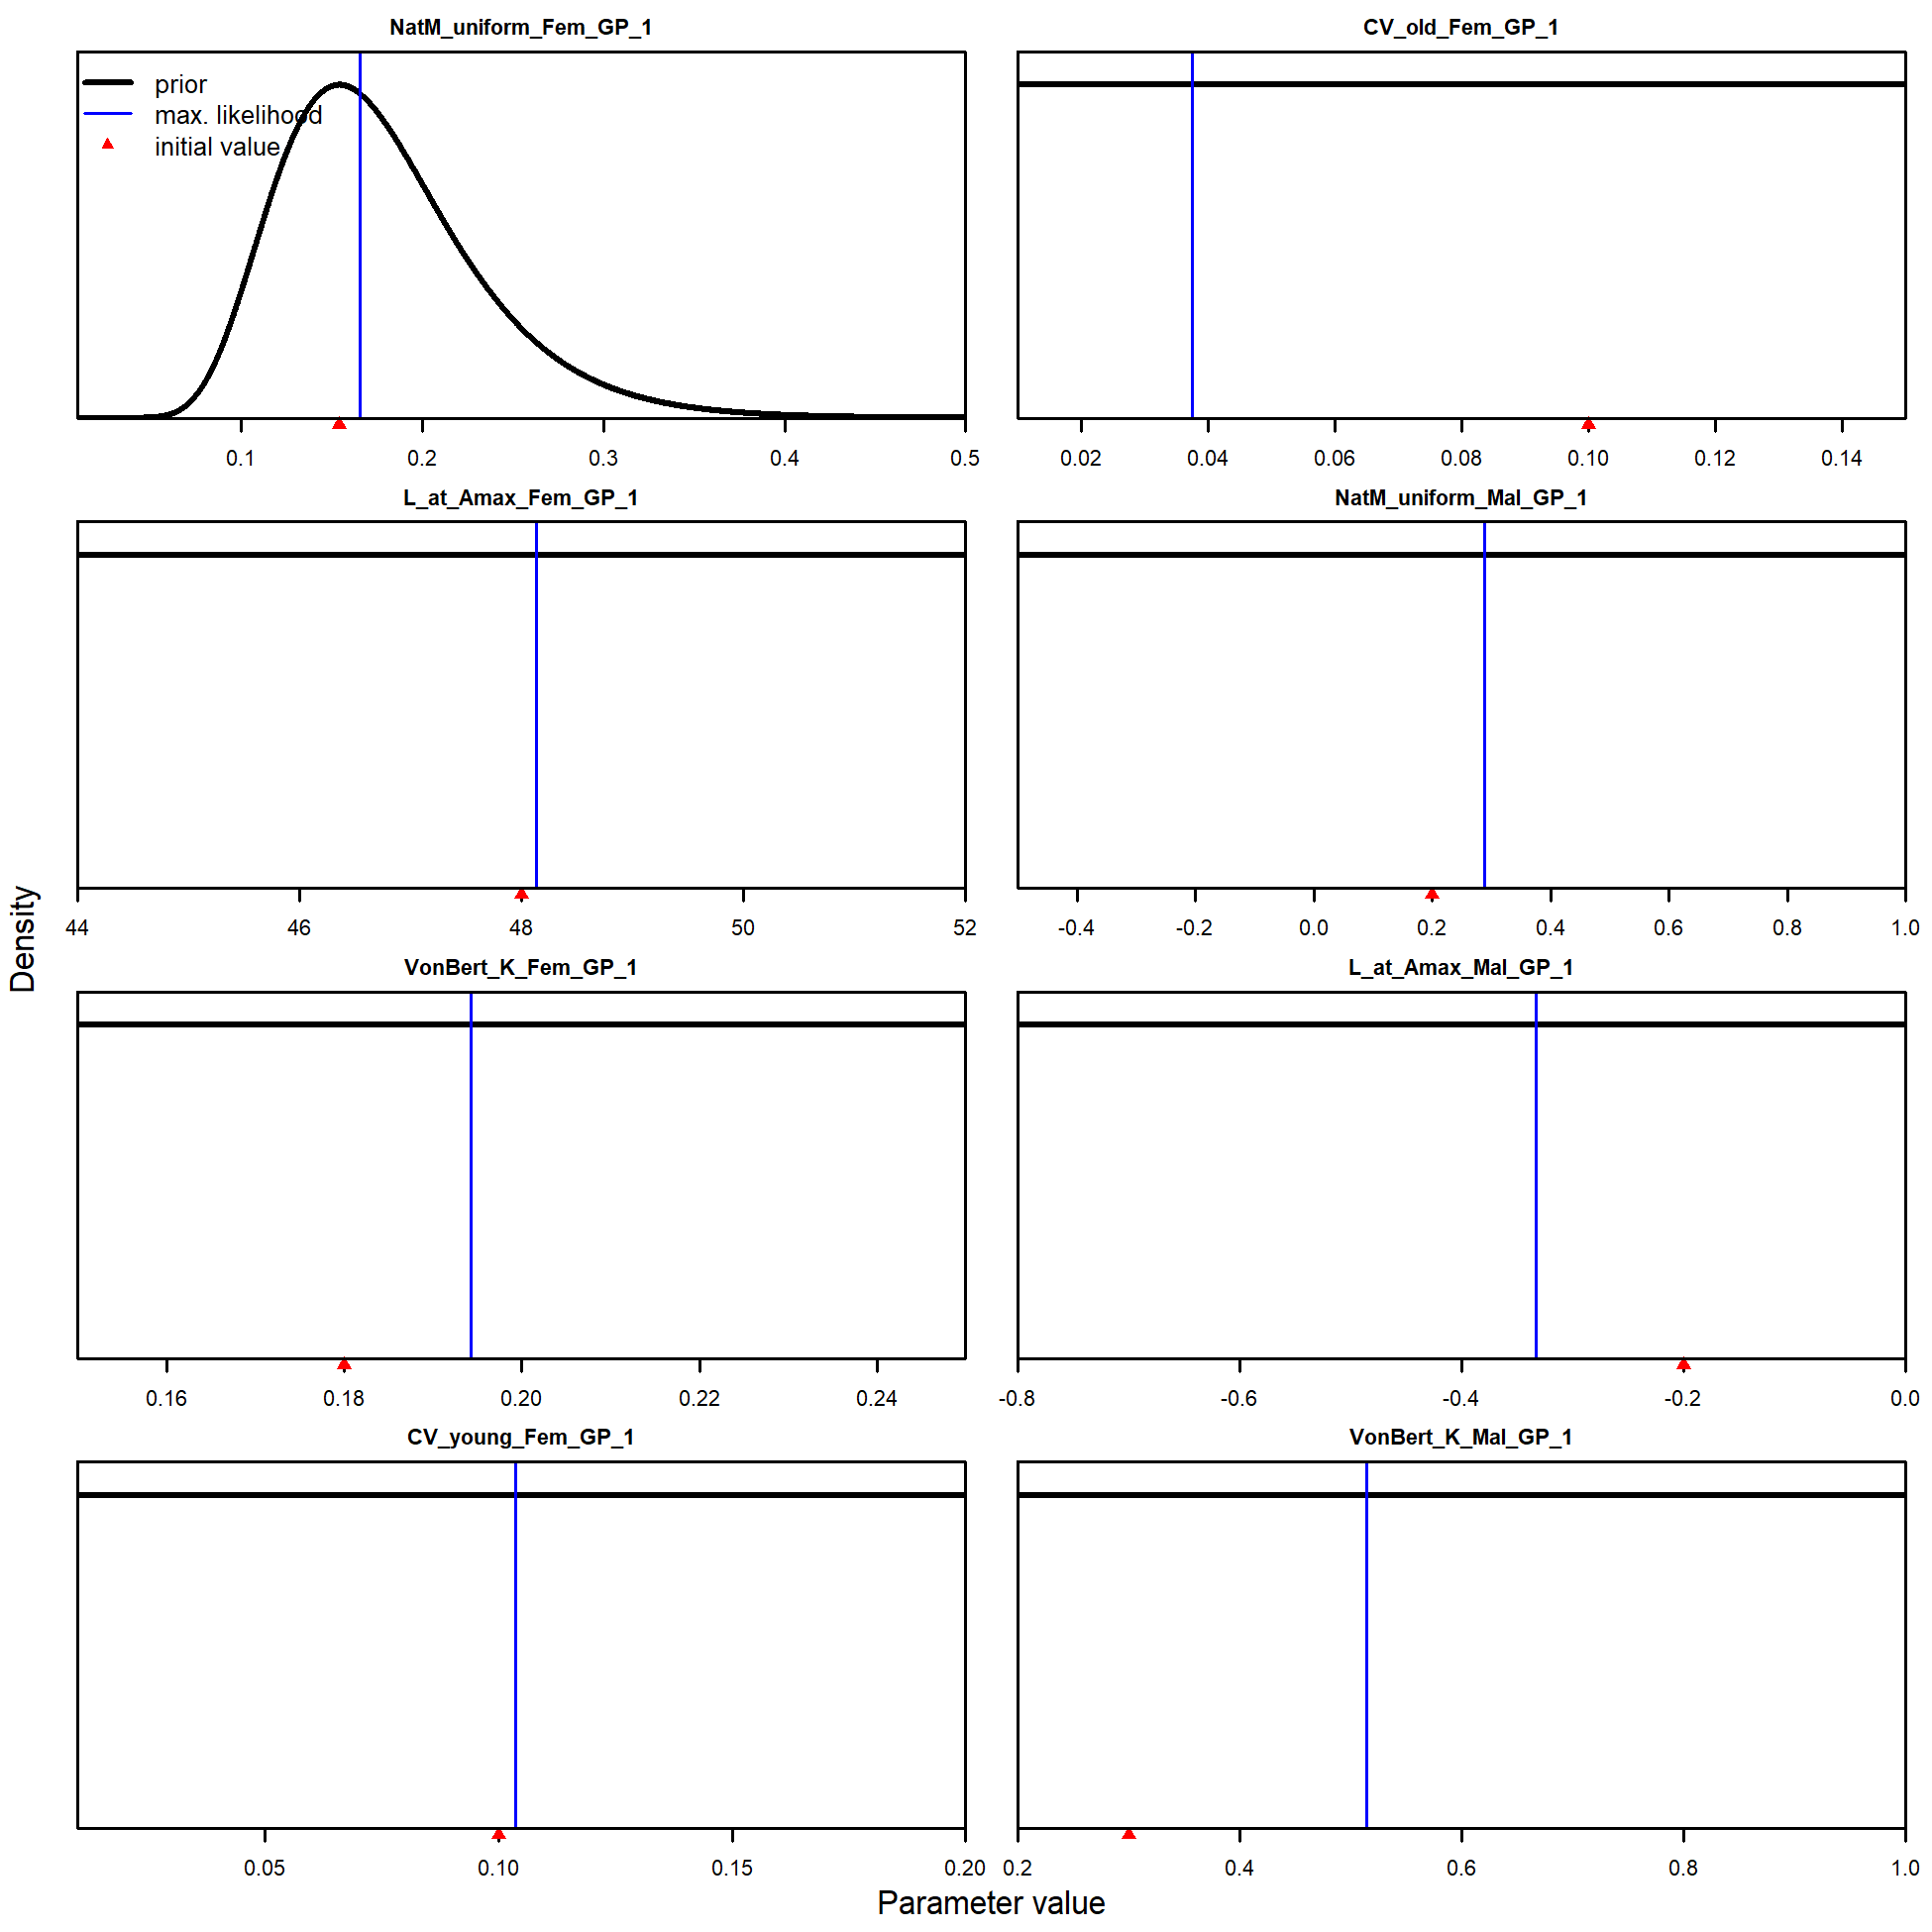 NatM_uniform_Fem_GP_1
prior
max. likelihood
initial value
0.1 0.2 0.3 0.4 0.5
CV_old_Fem_GP_1
0.02 0.04 0.06 0.08 0.10 0.12 0.14
L_at_Amax_Fem_GP_1
44 46 48 50 52
NatM_uniform_Mal_GP_1
-0.4 -0.2 0.0 0.2 0.4 0.6 0.8 1.0
Density
VonBert_K_Fem_GP_1
0.16 0.18 0.20 0.22 0.24
L_at_Amax_Mal_GP_1
-0.8 -0.6 -0.4 -0.2 0.0
CV_young_Fem_GP_1
0.05 0.10 0.15 0.20
VonBert_K_Mal_GP_1
0.2 0.4 0.6 0.8 1.0
Parameter value